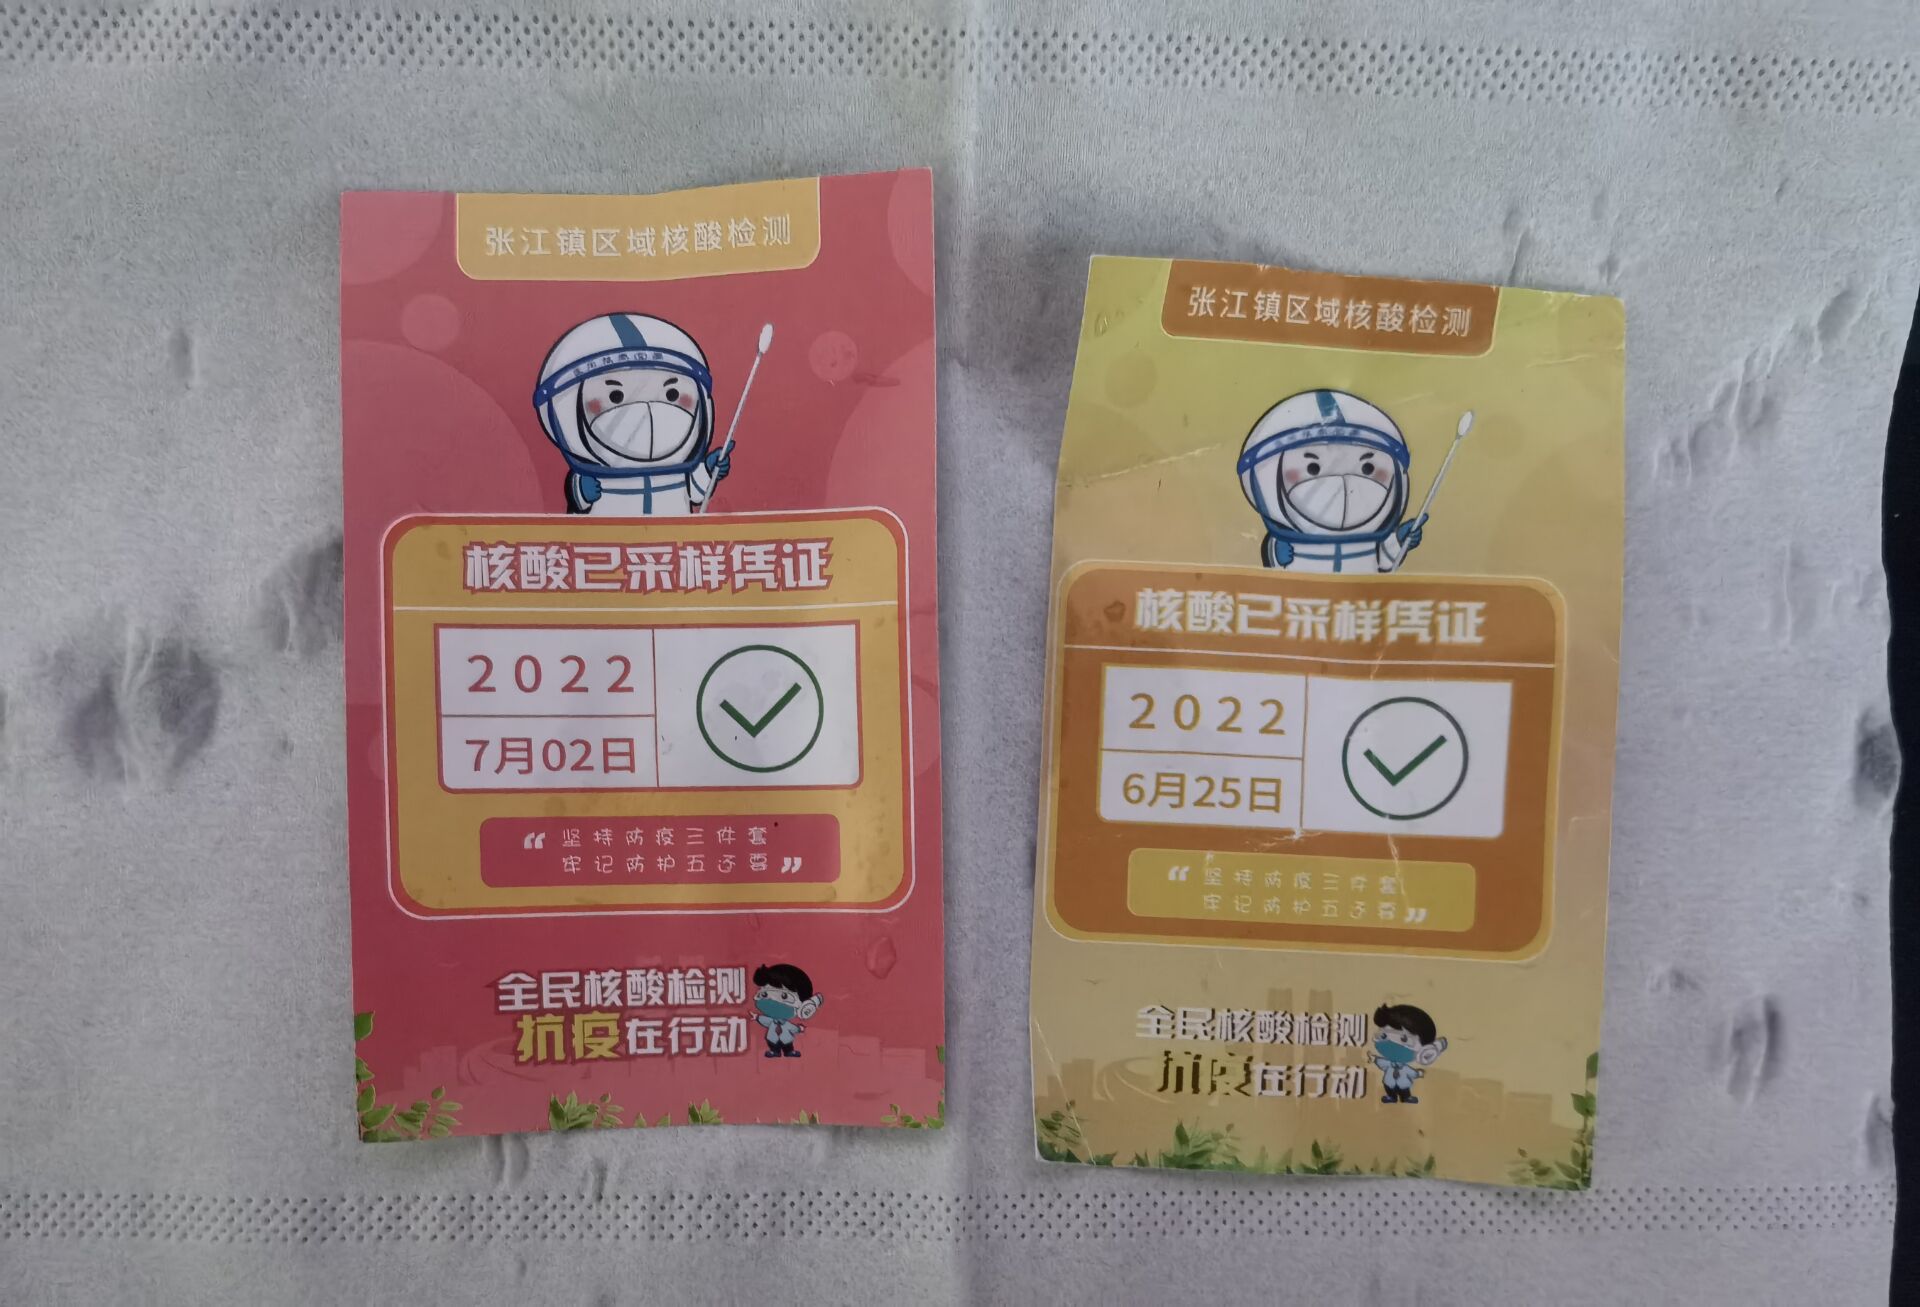 张江镇区域核酸检测
核酸已采样凭证
2022
7月02日
“坚持防疫三件套
牢记防护五还要”
全民核酸检测
抗疫在行动
张江镇区域核酸检测
核酸已采样凭证
2022
6月25日
“坚持防疫三件套
牢记防护五还要”
全民核酸检测
抗疫在行动